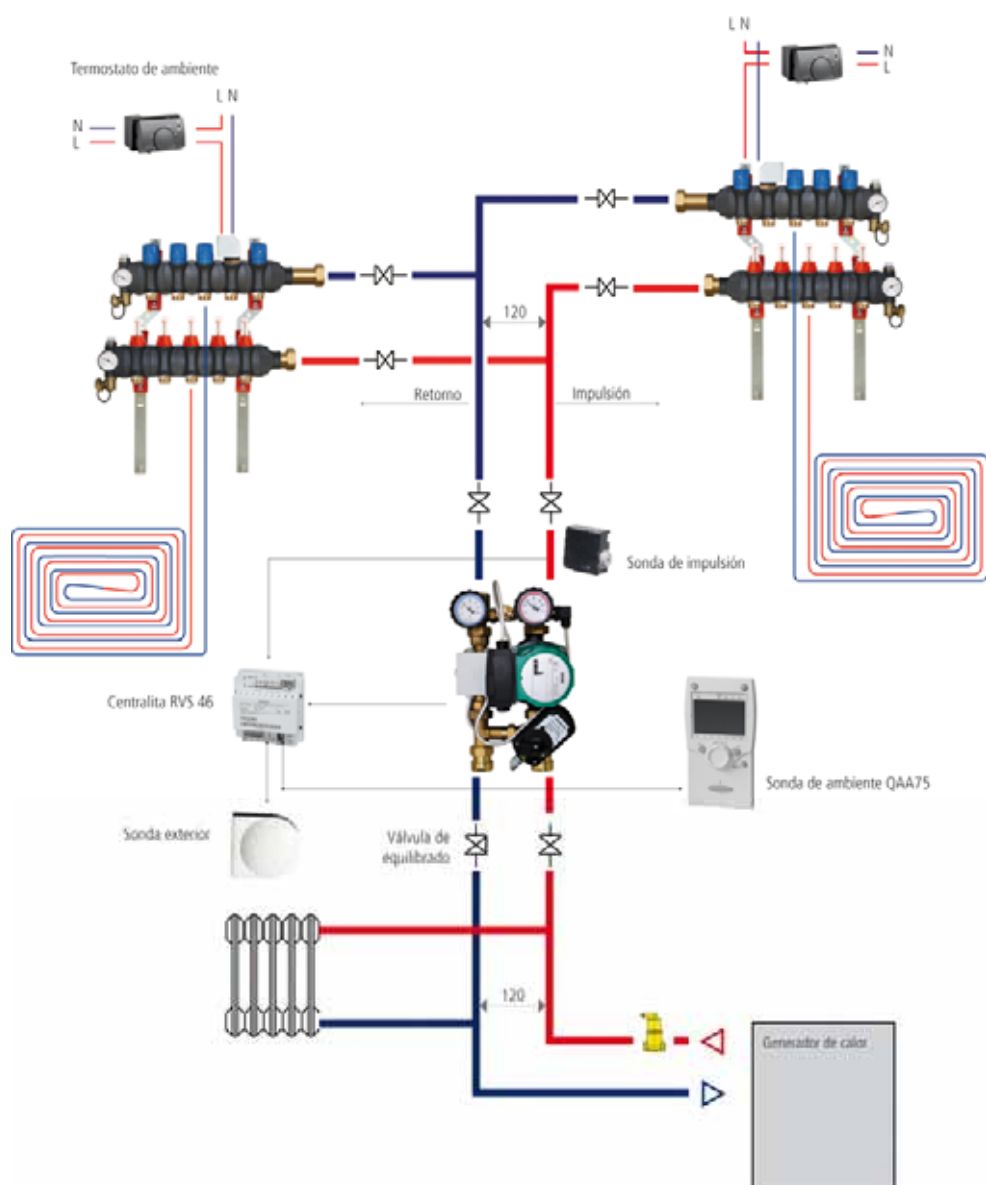 L N
N
L
Termostato de ambiente
L N
N
L
120
Retorno
Impulsión
Sonda de impulsión
Centralita RVS 46
Sonda de ambiente QAA75
Sonda exterior
Válvula de
equilibrado
120
Generador de calor